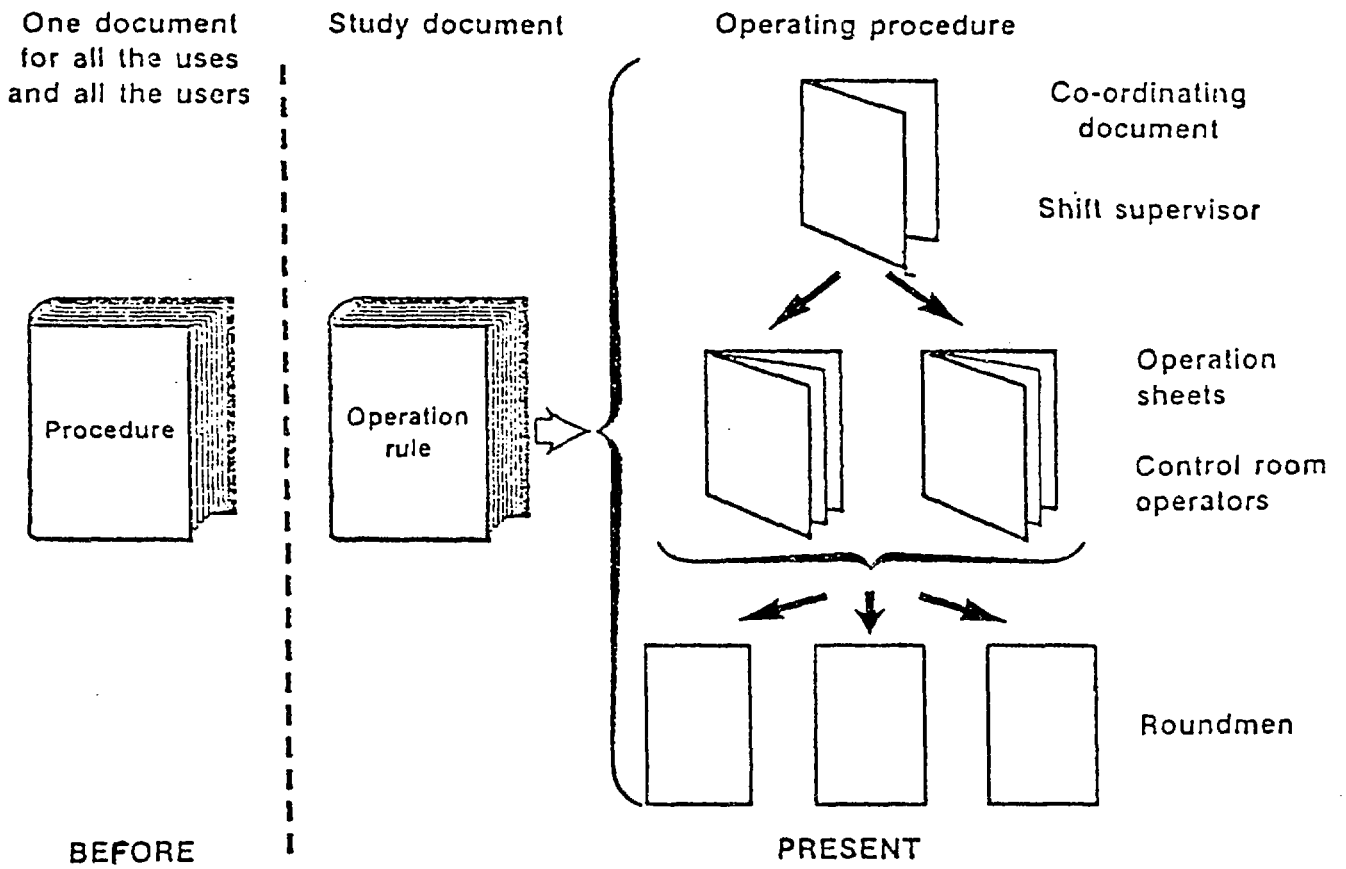 One document
for all the uses
and all the users
Study document
Operating procedure
Co-ordinating
document
Shift supervisor
Procedure
Operation
rule
Operation
sheets
Control room
operators
Roundmen
BEFORE
PRESENT